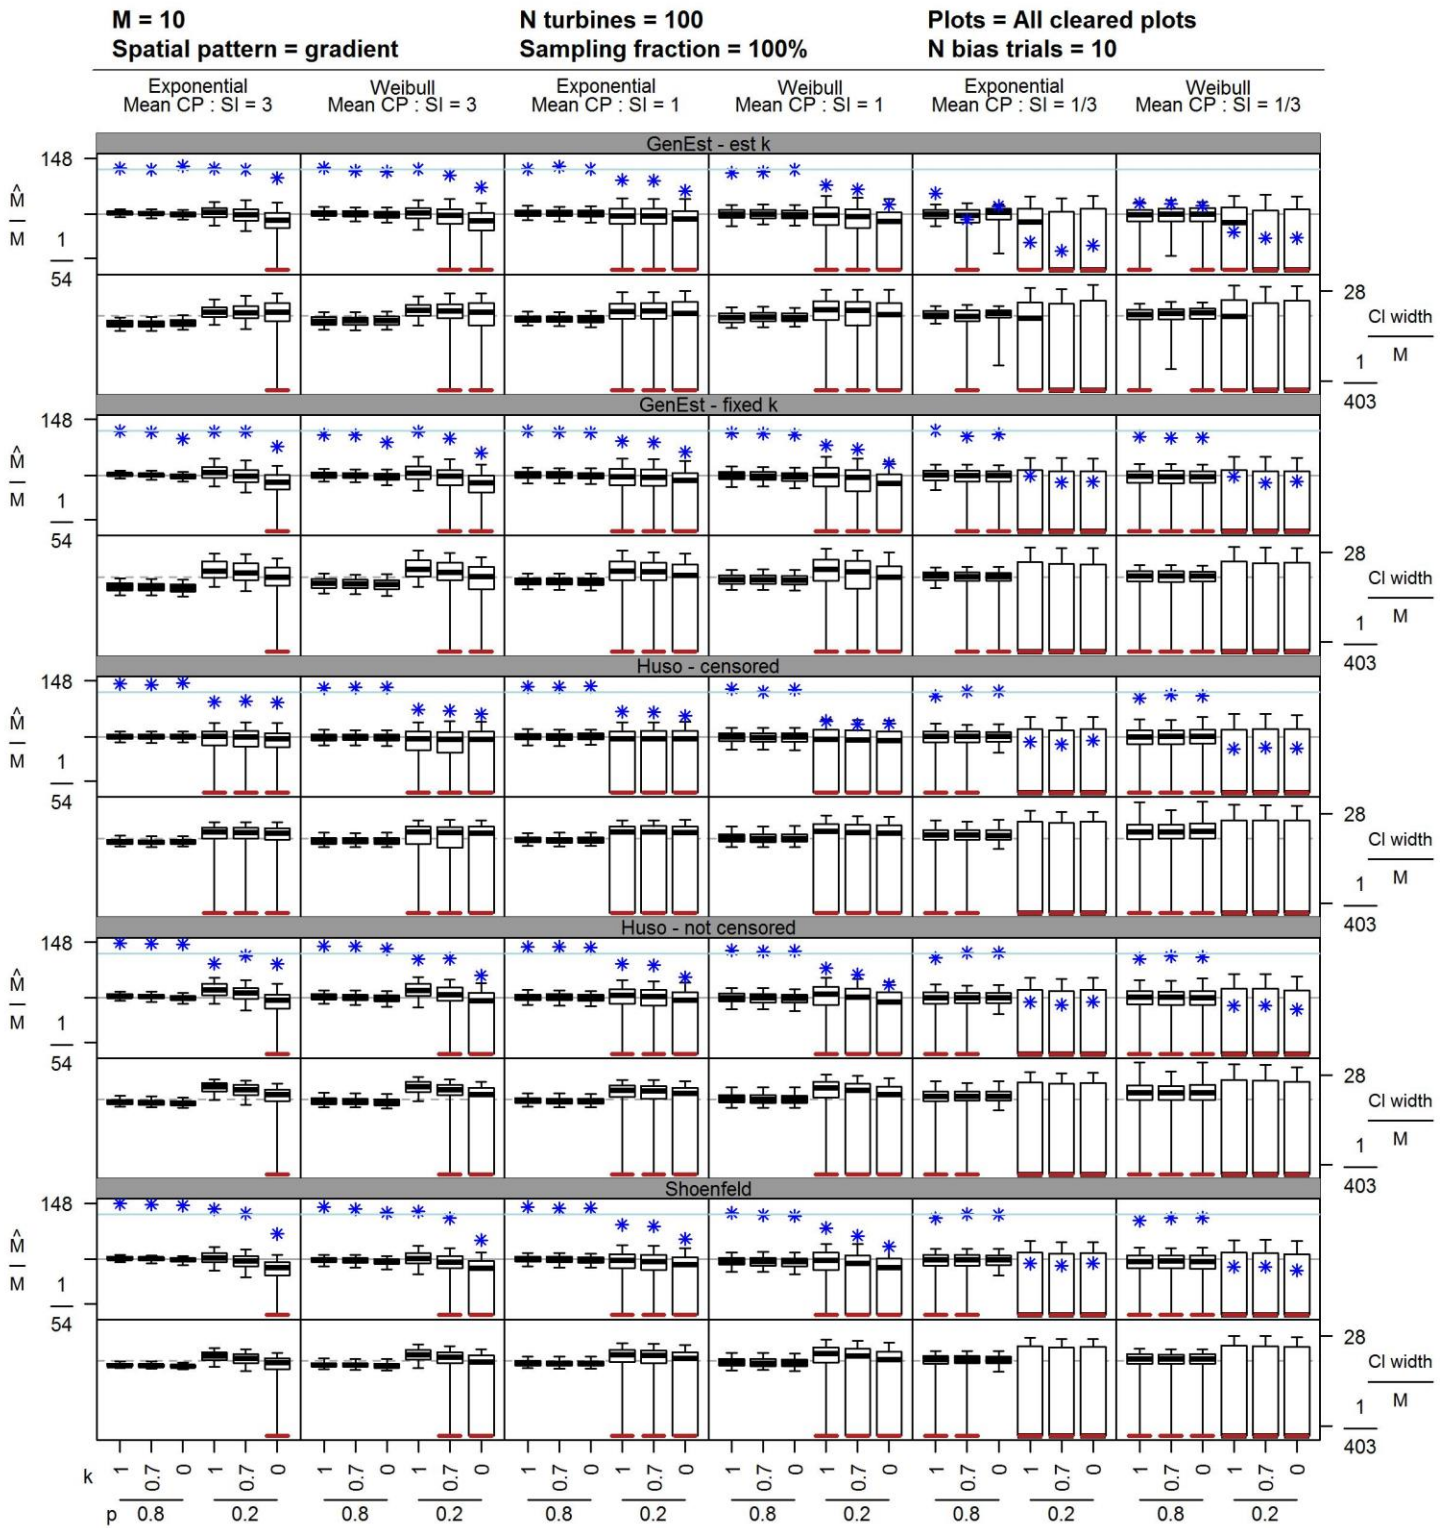 M = 10 N turbines = 100 Plots = All cleared plots
Spatial pattern = gradient Sampling fraction = 100% N bias trials = 10
Exponential Weibull Exponential Weibull Exponential Weibull
Mean CP : SI = 3 Mean CP : SI = 3 Mean CP : SI = 1 Mean CP : SI = 1 Mean CP : SI = 1/3 Mean CP : SI = 1/3
GenEst - est k
148
M̂
M
1
54
28
CI width
M
1
403
GenEst - fixed k
148
M̂
M
1
54
28
CI width
M
1
403
Huso - censored
148
M̂
M
1
54
28
CI width
M
1
403
Huso - not censored
148
M̂
M
1
54
28
CI width
M
1
403
Shoenfeld
148
M̂
M
1
54
28
CI width
M
1
403
k 1 0.7 0 1 0.7 0 1 0.7 0 1 0.7 0 1 0.7 0 1 0.7 0 1 0.7 0 1 0.7 0 1 0.7 0 1 0.7 0 1 0.7 0 1 0.7 0
p 0.8 0.2 0.8 0.2 0.8 0.2 0.8 0.2 0.8 0.2 0.8 0.2